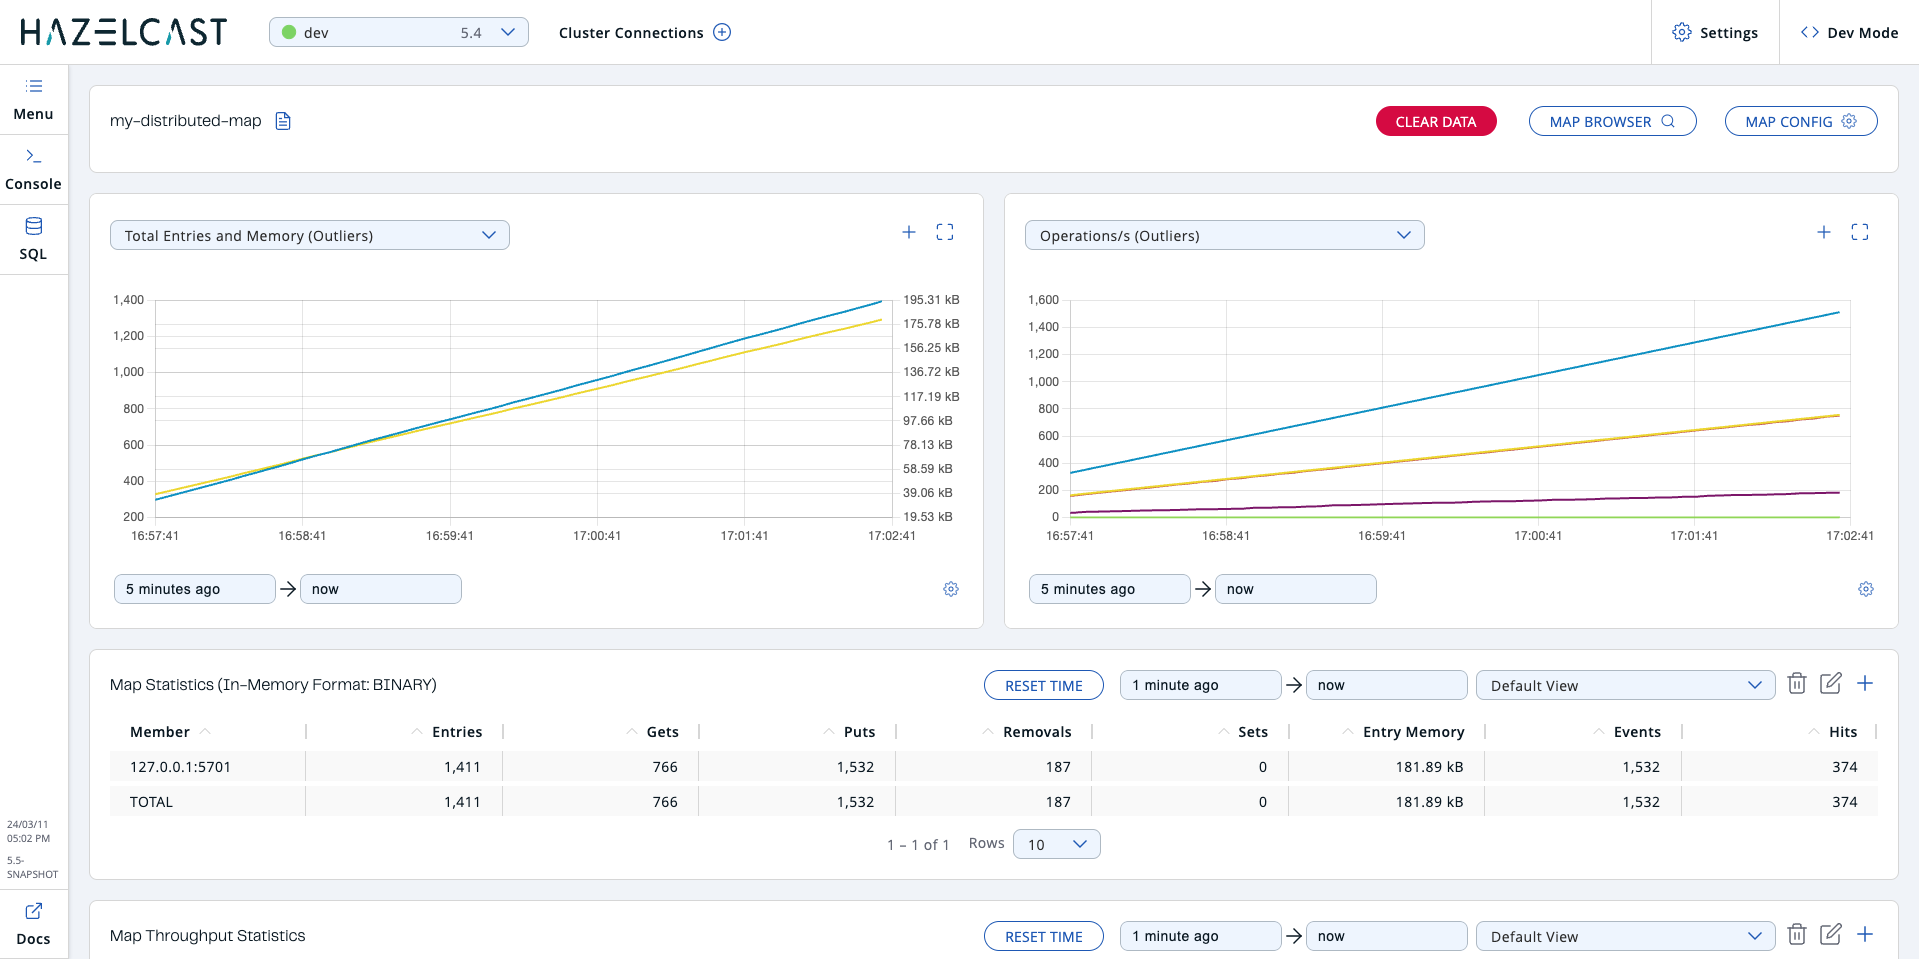 HAZELCAST
dev 5.4
Cluster Connections
Settings
Dev Mode
Menu
Console
SQL
24/03/11
05:02 PM
5.5-
SNAPSHOT
Docs
my-distributed-map
CLEAR DATA
MAP BROWSER
MAP CONFIG
Total Entries and Memory (Outliers)
1,400
1,200
1,000
800
600
400
200
195.31 kB
175.78 kB
156.25 kB
136.72 kB
117.19 kB
97.66 kB
78.13 kB
58.59 kB
39.06 kB
19.53 kB
16:57:41 16:58:41 16:59:41 17:00:41 17:01:41 17:02:41
5 minutes ago → now
Operations/s (Outliers)
1,600
1,400
1,200
1,000
800
600
400
200
0
16:57:41 16:58:41 16:59:41 17:00:41 17:01:41 17:02:41
5 minutes ago → now
Map Statistics (In-Memory Format: BINARY)
RESET TIME
1 minute ago → now
Default View
Member Entries Gets Puts Removals Sets Entry Memory Events Hits
127.0.0.1:5701 1,411 766 1,532 187 0 181.89 kB 1,532 374
TOTAL 1,411 766 1,532 187 0 181.89 kB 1,532 374
1 – 1 of 1 Rows 10
Map Throughput Statistics
RESET TIME
1 minute ago → now
Default View